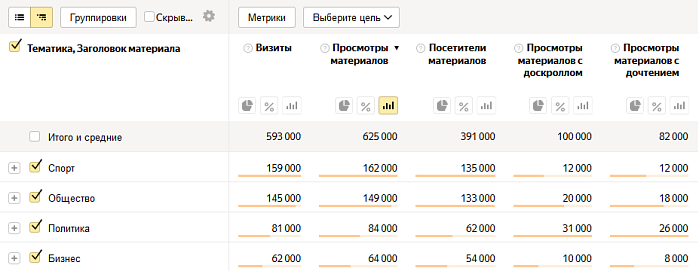 Группировки Скрыв... Метрики Выберите цель
Тематика, Заголовок материала Визиты Просмотры материалов Посетители материалов Просмотры материалов с доскроллом Просмотры материалов с дочтением
Итого и средние 593 000 625 000 391 000 100 000 82 000
Спорт 159 000 162 000 135 000 12 000 12 000
Общество 145 000 149 000 133 000 20 000 18 000
Политика 81 000 84 000 62 000 31 000 26 000
Бизнес 62 000 64 000 54 000 10 000 8 000